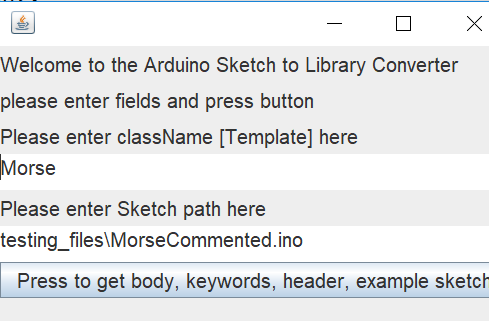 Welcome to the Arduino Sketch to Library Converter
please enter fields and press button
Please enter className [Template] here
Morse
Please enter Sketch path here
testing_files\MorseCommented.ino
Press to get body, keywords, header, example sketch